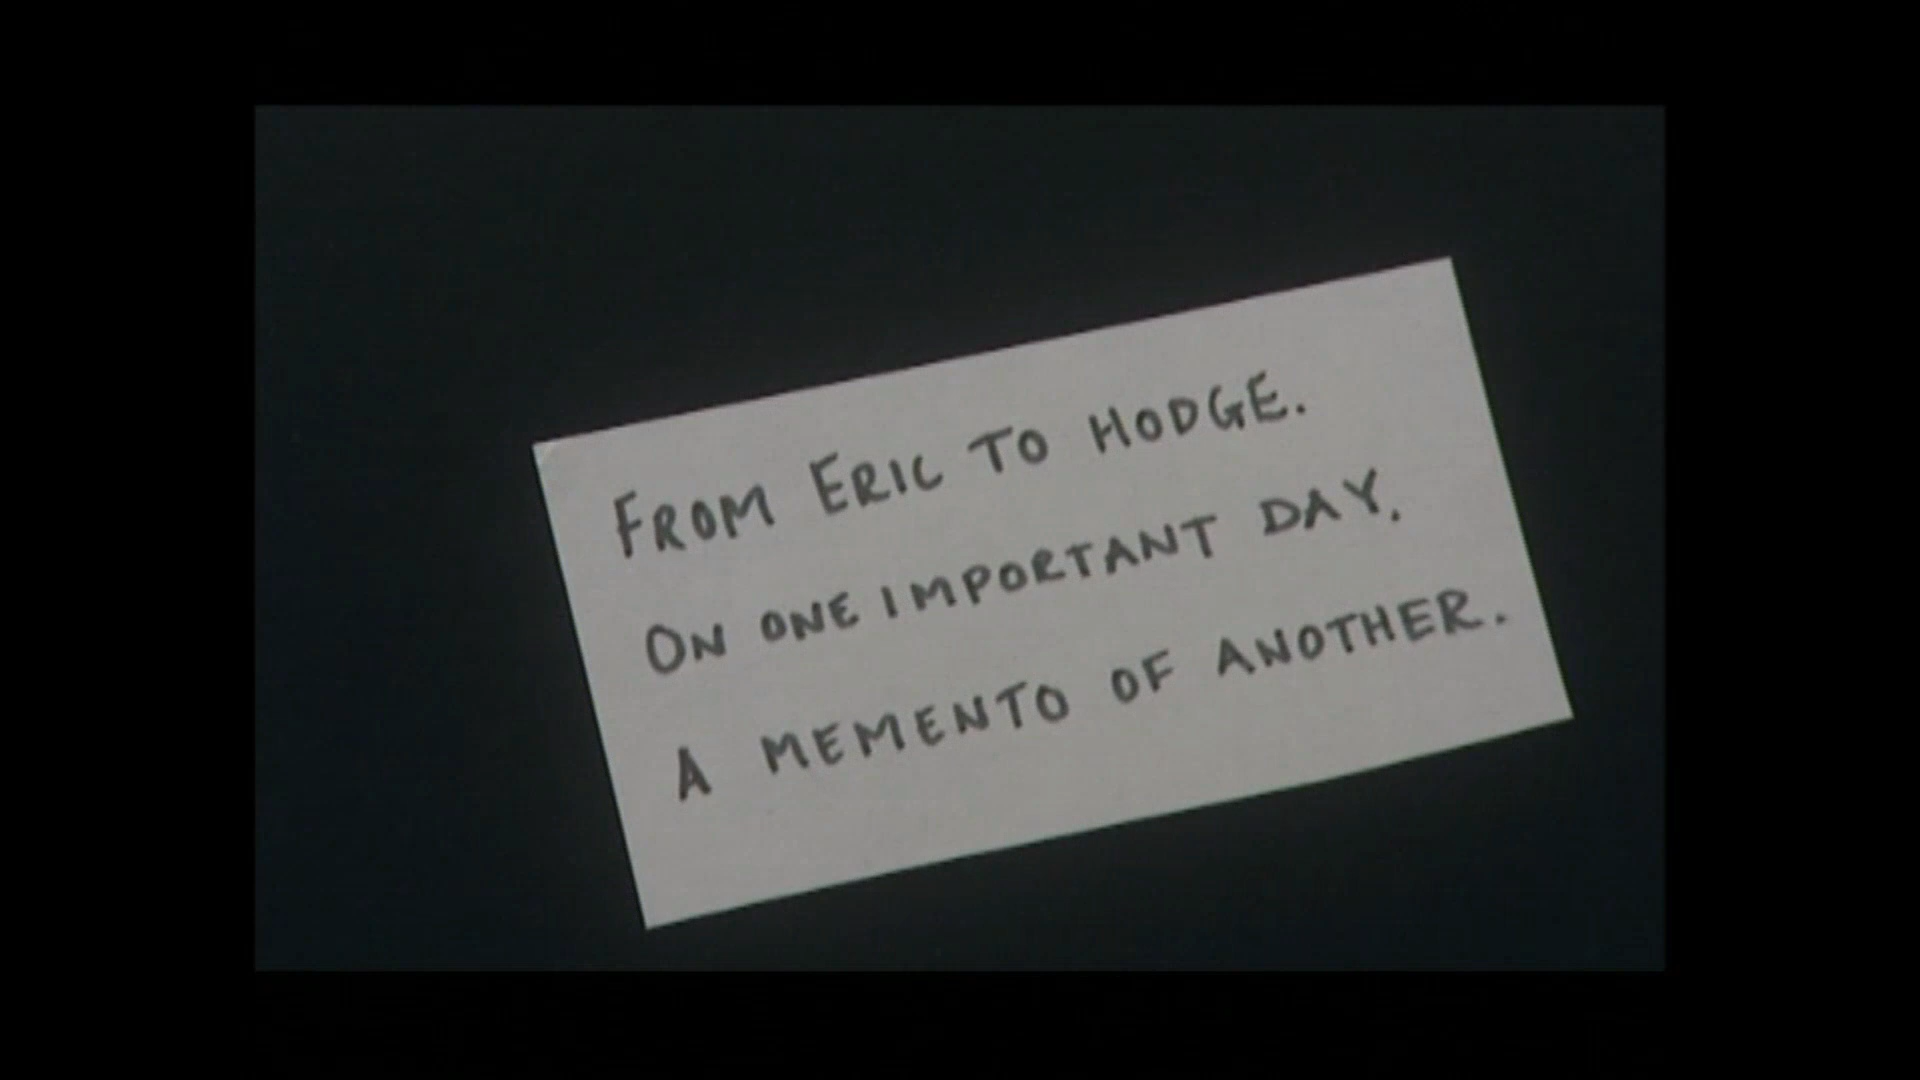 FROM ERIC TO HODGE.
ON ONE IMPORTANT DAY.
A MEMENTO OF ANOTHER.